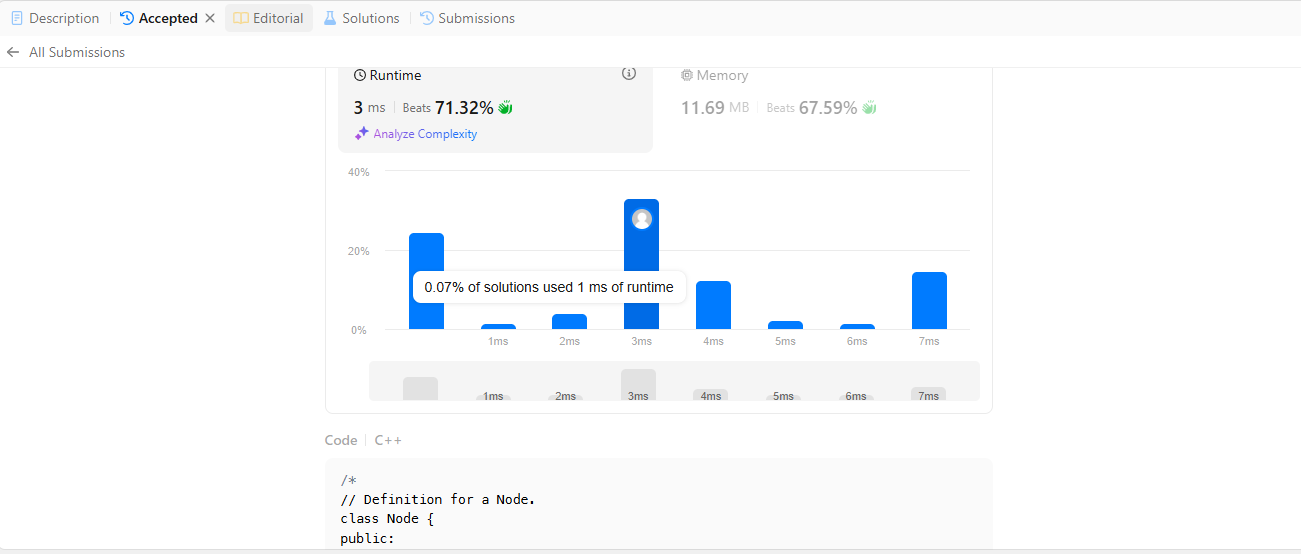 Description Accepted Editorial Solutions Submissions
All Submissions
Runtime Memory
3 ms Beats 71.32% 11.69 MB Beats 67.59%
Analyze Complexity
40%
20%
0.07% of solutions used 1 ms of runtime
0%
1ms 2ms 3ms 4ms 5ms 6ms 7ms
1ms 2ms 3ms 4ms 5ms 6ms 7ms
Code C++
/*
// Definition for a Node.
class Node {
public: